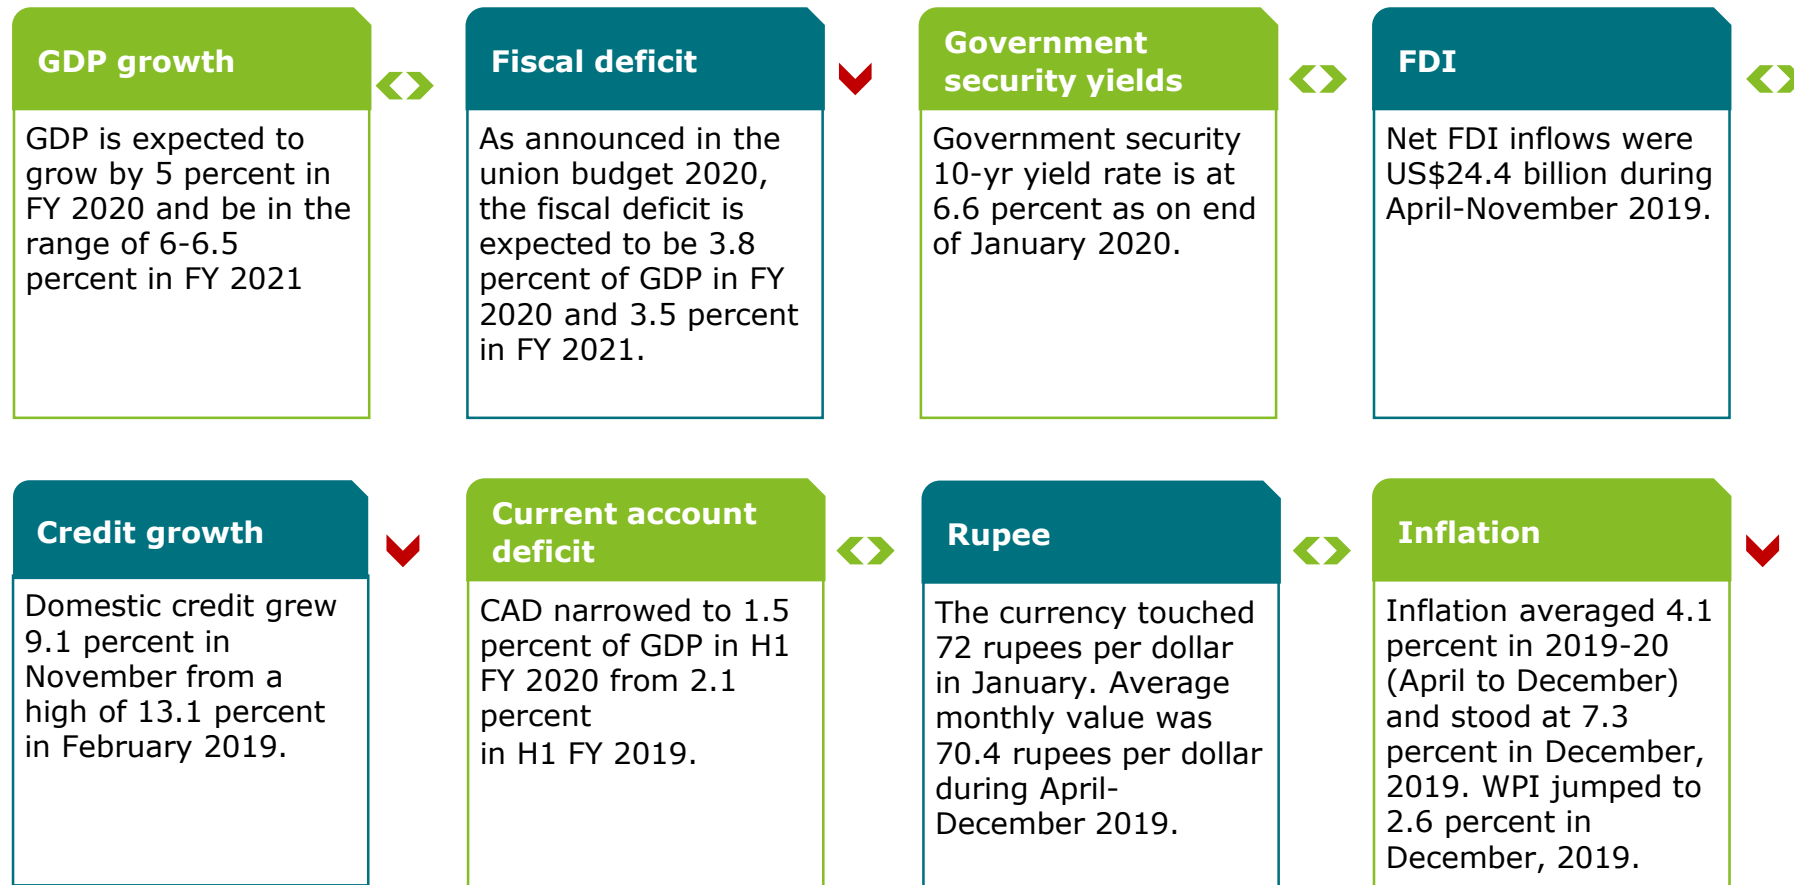 GDP growth
GDP is expected to
grow by 5 percent in
FY 2020 and be in the
range of 6-6.5
percent in FY 2021
Fiscal deficit
As announced in the
union budget 2020,
the fiscal deficit is
expected to be 3.8
percent of GDP in FY
2020 and 3.5 percent
in FY 2021.
Government
security yields
Government security
10-yr yield rate is at
6.6 percent as on end
of January 2020.
FDI
Net FDI inflows were
US$24.4 billion during
April-November 2019.
Credit growth
Domestic credit grew
9.1 percent in
November from a
high of 13.1 percent
in February 2019.
Current account
deficit
CAD narrowed to 1.5
percent of GDP in H1
FY 2020 from 2.1
percent
in H1 FY 2019.
Rupee
The currency touched
72 rupees per dollar
in January. Average
monthly value was
70.4 rupees per dollar
during April-
December 2019.
Inflation
Inflation averaged 4.1
percent in 2019-20
(April to December)
and stood at 7.3
percent in December,
2019. WPI jumped to
2.6 percent in
December, 2019.